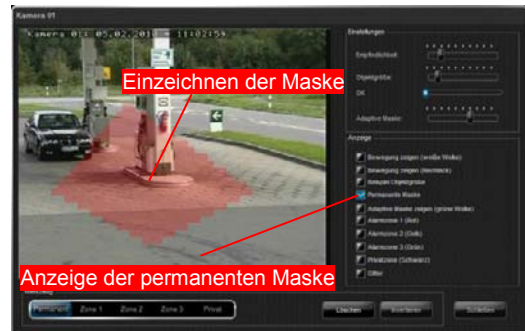 Kamera 01
Kamera 01: 05.02.2010 - 11:02:59
Einzeichnen der Maske
Anzeige der permanenten Maske
Einstellungen
Empfindlichkeit:
Objektgröße:
OK
Adaptive Maske:
Anzeige
Bewegung zeigen (weiße Wolke)
Bewegung zeigen (Rechteck)
Beispiel Objektgröße
Permanente Maske
Adaptive Maske zeigen (grüne Wolke)
Alarmzone 1 (Rot)
Alarmzone 2 (Gelb)
Alarmzone 3 (Grün)
Privatzone (Schwarz)
Gitter
Permanent Zone 1 Zone 2 Zone 3 Privat
Löschen Invertieren Schließen